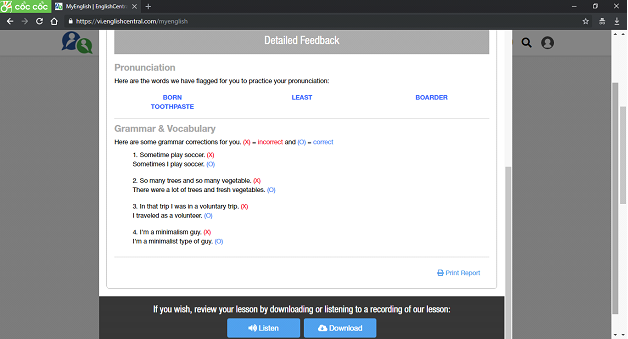 cốc cốc
MyEnglish | EnglishCentr
https://vi.englishcentral.com/myenglish
Detailed Feedback
Pronunciation
Here are the words we have flagged for you to practice your pronunciation:
BORN LEAST BOARDER
TOOTHPASTE
Grammar & Vocabulary
Here are some grammar corrections for you. (X) = incorrect and (O) = correct
1. Sometime play soccer. (X)
Sometimes I play soccer. (O)
2. So many trees and so many vegetable. (X)
There were a lot of trees and fresh vegetables. (O)
3. In that trip I was in a voluntary trip. (X)
I traveled as a volunteer. (O)
4. I'm a minimalism guy. (X)
I'm a minimalist type of guy. (O)
Print Report
If you wish, review your lesson by downloading or listening to a recording of our lesson:
Listen Download